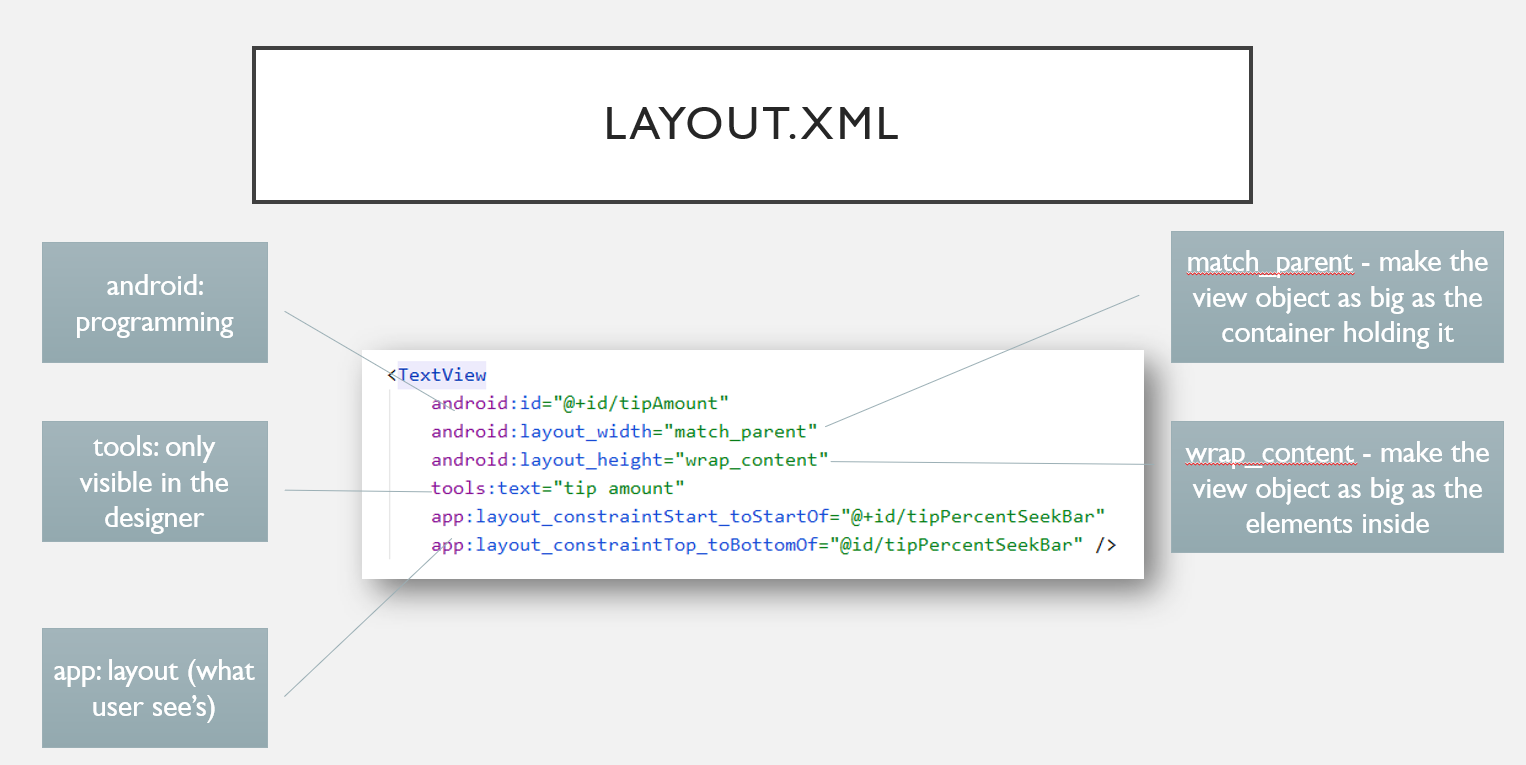 LAYOUT.XML
android:
programming
tools: only
visible in the
designer
app: layout (what
user see's)
<TextView
android:id="@+id/tipAmount"
android:layout_width="match_parent"
android:layout_height="wrap_content"
tools:text="tip amount"
app:layout_constraintStart_toStartOf="@+id/tipPercentSeekBar"
app:layout_constraintTop_toBottomOf="@id/tipPercentSeekBar" />
match_parent - make the
view object as big as the
container holding it
wrap_content - make the
view object as big as the
elements inside